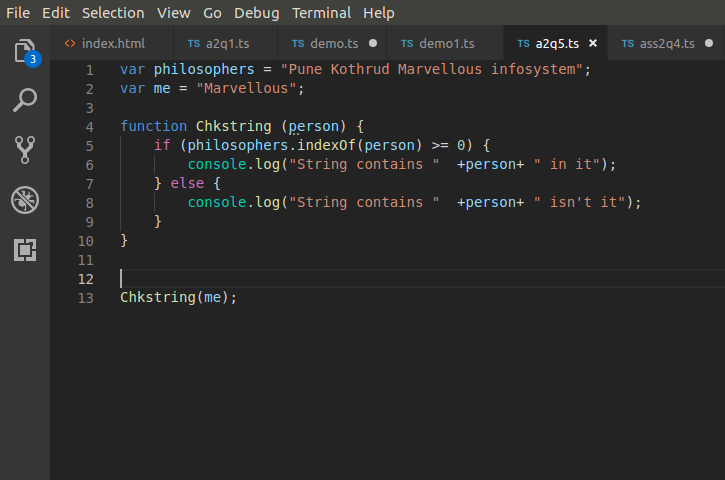 File Edit Selection View Go Debug Terminal Help
3
<> index.html TS a2q1.ts TS demo.ts TS demo1.ts TS a2q5.ts × TS ass2q4.ts
1 var philosophers = "Pune Kothrud Marvellous infosystem";
2 var me = "Marvellous";
3
4 function Chkstring (person) {
5     if (philosophers.indexOf(person) >= 0) {
6         console.log("String contains "  +person+ " in it");
7     } else {
8         console.log("String contains "  +person+ " isn't it");
9     }
10 }
11
12
13 Chkstring(me);